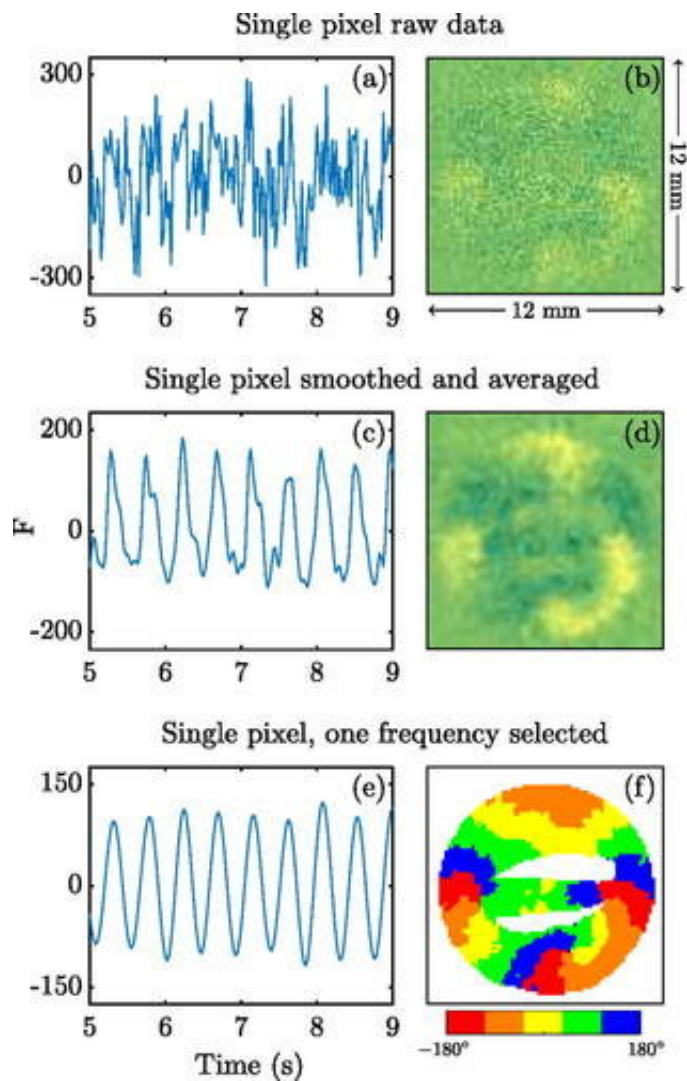 Single pixel raw data
300
0
-300
5 6 7 8 9
(a)
(b)
12 mm
12 mm
Single pixel smoothed and averaged
200
0
-200
F
5 6 7 8 9
(c)
(d)
Single pixel, one frequency selected
150
0
-150
5 6 7 8 9
Time (s)
(e)
(f)
−180° 180°